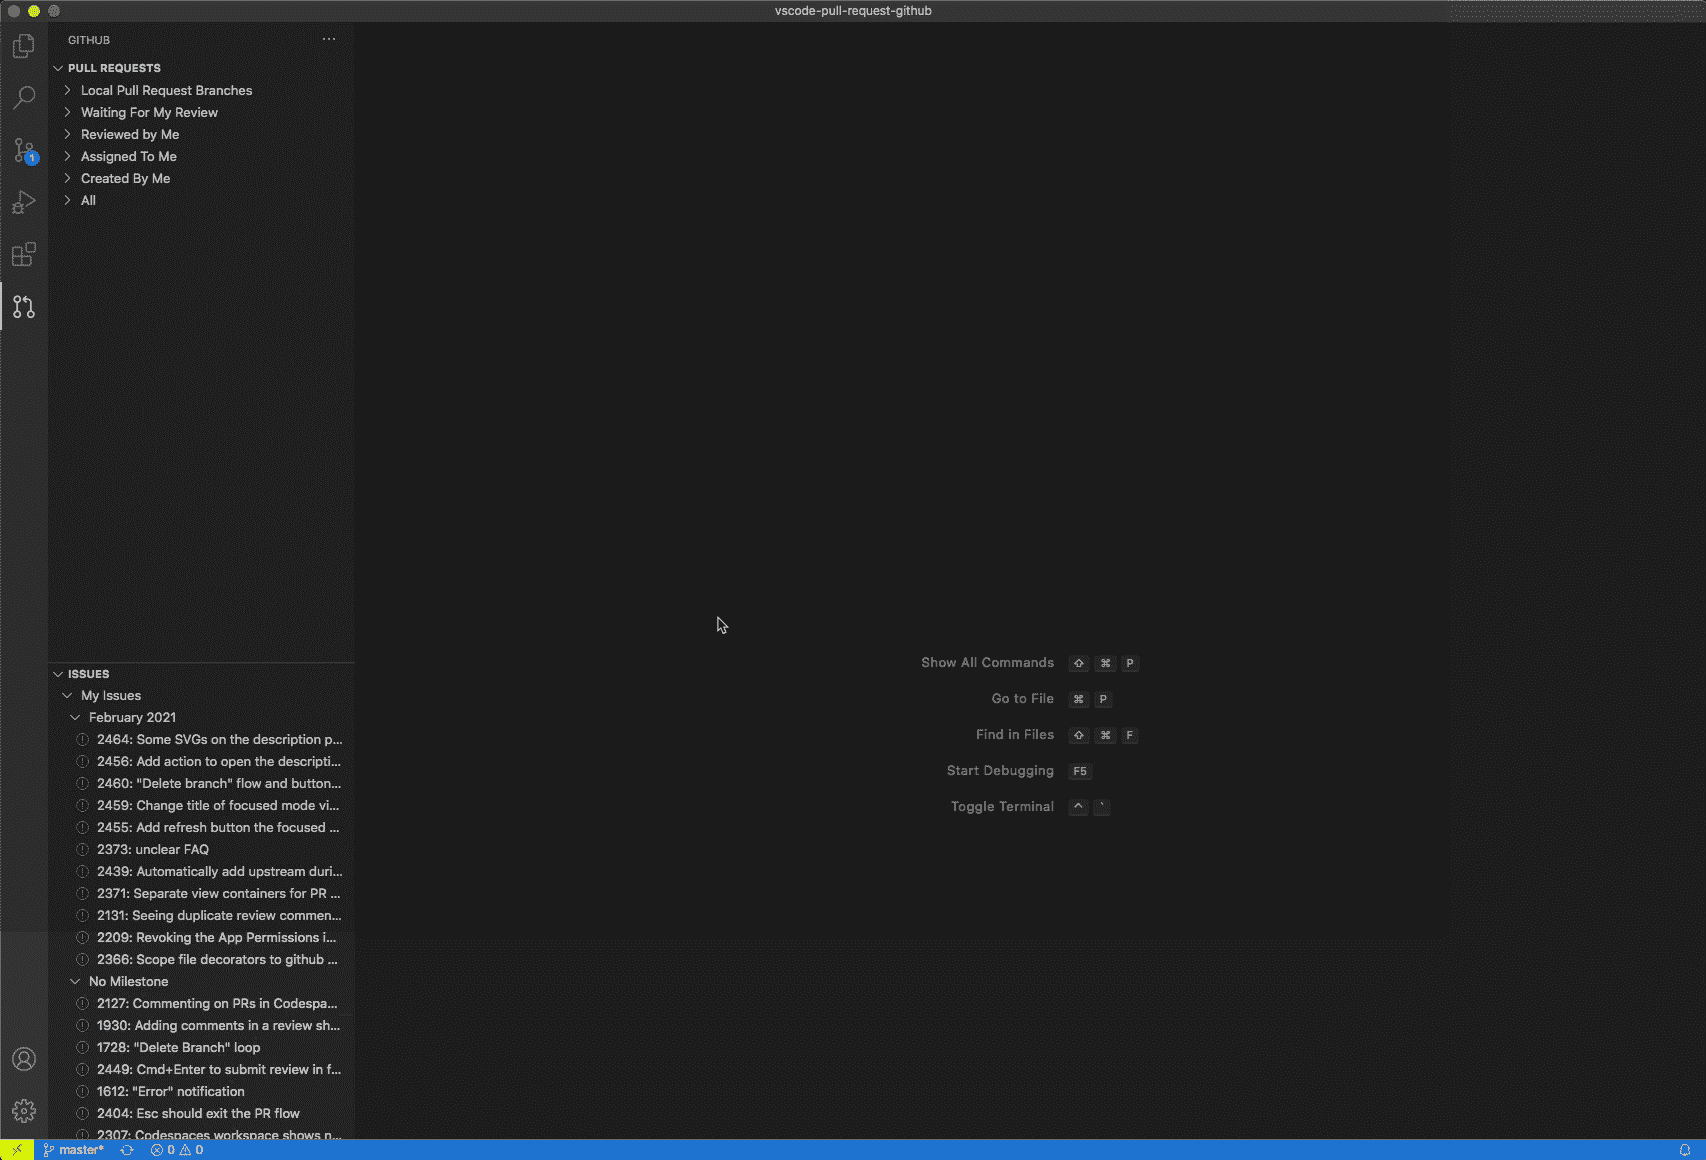 vscode-pull-request-github
GITHUB
PULL REQUESTS
Local Pull Request Branches
Waiting For My Review
Reviewed by Me
Assigned To Me
Created By Me
All
1
Show All Commands ⇧ ⌘ P
Go to File ⌘ P
Find in Files ⇧ ⌘ F
Start Debugging F5
Toggle Terminal ^ `
ISSUES
My Issues
February 2021
2464: Some SVGs on the description p...
2456: Add action to open the descripti...
2460: "Delete branch" flow and button...
2459: Change title of focused mode vi...
2455: Add refresh button the focused ...
2373: unclear FAQ
2439: Automatically add upstream duri...
2371: Separate view containers for PR ...
2131: Seeing duplicate review commen...
2209: Revoking the App Permissions i...
2366: Scope file decorators to github ...
No Milestone
2127: Commenting on PRs in Codespa...
1930: Adding comments in a review sh...
1728: "Delete Branch" loop
2449: Cmd+Enter to submit review in f...
1612: "Error" notification
2404: Esc should exit the PR flow
2307: Codespaces workspace shows n...
master* 0 0